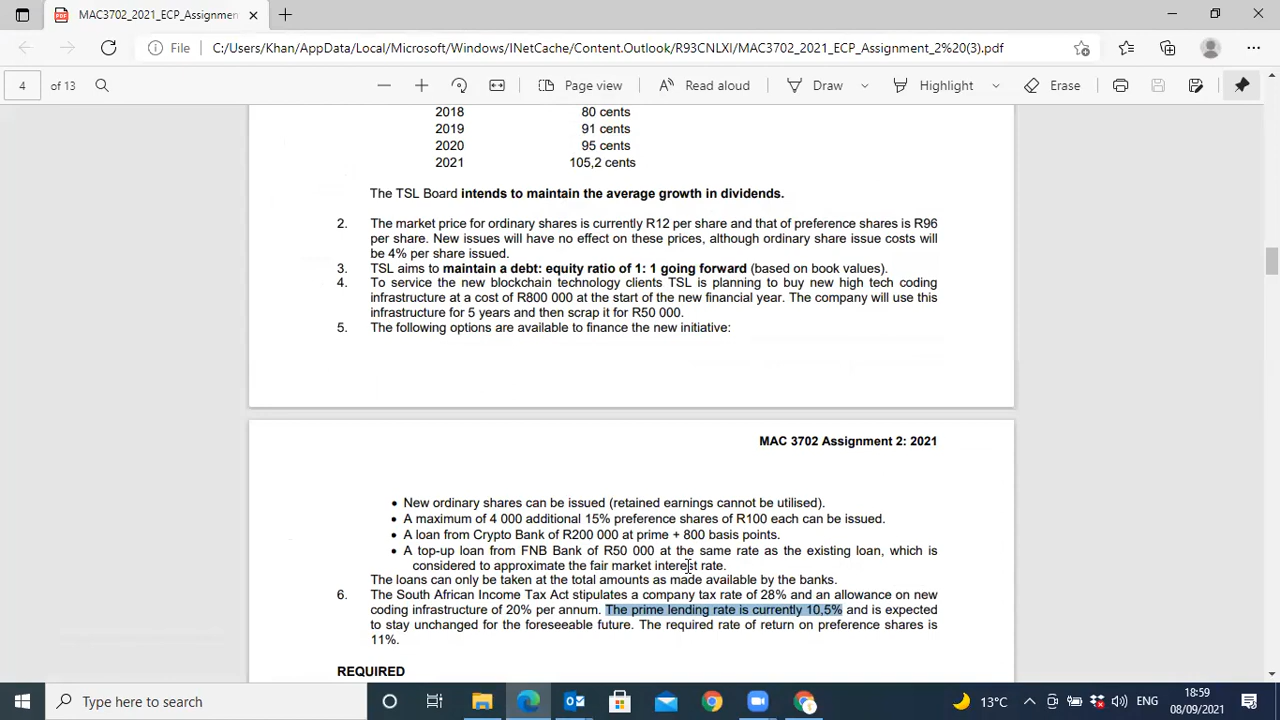 MAC3702_2021_ECP_Assignment_
4 of 13
File C:/Users/Khan/AppData/Local/Microsoft/Windows/INetCache/Content.Outlook/R93CNLXI/MAC3702_2021_ECP_Assignment_2%20(3).pdf
Page view
Read aloud
Draw
Highlight
Erase
2018 80 cents
2019 91 cents
2020 95 cents
2021 105,2 cents
The TSL Board intends to maintain the average growth in dividends.
2. The market price for ordinary shares is currently R12 per share and that of preference shares is R96
per share. New issues will have no effect on these prices, although ordinary share issue costs will
be 4% per share issued.
3. TSL aims to maintain a debt: equity ratio of 1: 1 going forward (based on book values).
4. To service the new blockchain technology clients TSL is planning to buy new high tech coding
infrastructure at a cost of R800 000 at the start of the new financial year. The company will use this
infrastructure for 5 years and then scrap it for R50 000.
5. The following options are available to finance the new initiative:
MAC 3702 Assignment 2: 2021
• New ordinary shares can be issued (retained earnings cannot be utilised).
• A maximum of 4 000 additional 15% preference shares of R100 each can be issued.
• A loan from Crypto Bank of R200 000 at prime + 800 basis points.
• A top-up loan from FNB Bank of R50 000 at the same rate as the existing loan, which is
considered to approximate the fair market interest rate.
The loans can only be taken at the total amounts as made available by the banks.
6. The South African Income Tax Act stipulates a company tax rate of 28% and an allowance on new
coding infrastructure of 20% per annum. The prime lending rate is currently 10,5% and is expected
to stay unchanged for the foreseeable future. The required rate of return on preference shares is
11%.
REQUIRED
Type here to search
13°C
ENG
18:59
08/09/2021